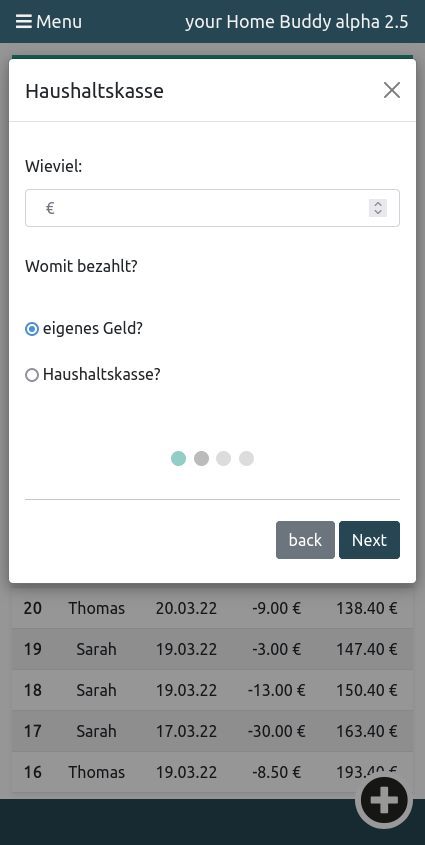 Menu your Home Buddy alpha 2.5
Haushaltskasse
Wieviel:
€
Womit bezahlt?
eigenes Geld?
Haushaltskasse?
back Next
20 Thomas 20.03.22 -9.00 € 138.40 €
19 Sarah 19.03.22 -3.00 € 147.40 €
18 Sarah 19.03.22 -13.00 € 150.40 €
17 Sarah 17.03.22 -30.00 € 163.40 €
16 Thomas 19.03.22 -8.50 € 193.40 €